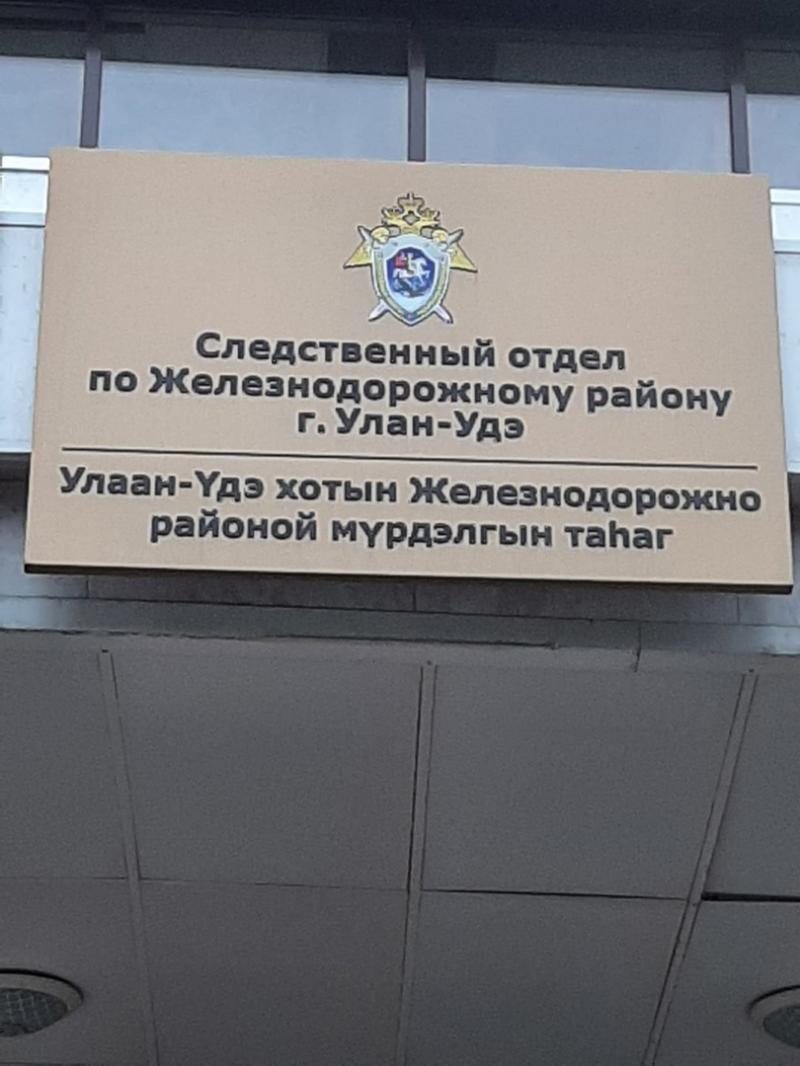 Следственный отдел
по Железнодорожному району
г. Улан-Удэ
Улаан-Үдэ хотын Железнодорожно
районой мүрдэлгын таһаг